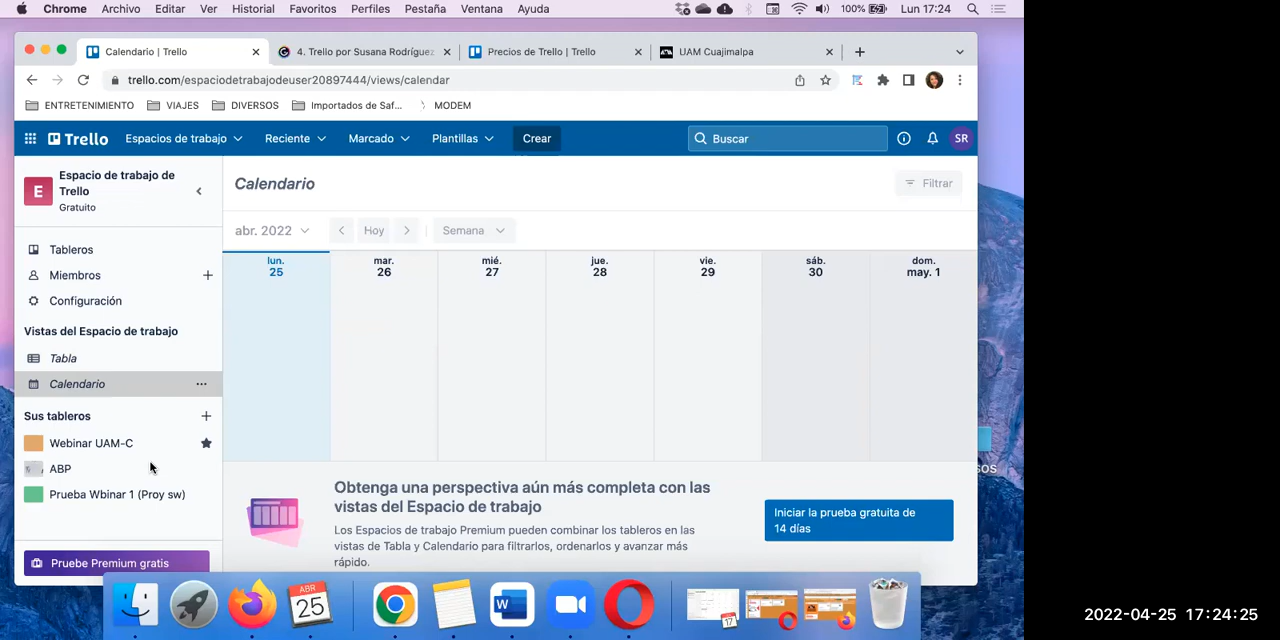 Chrome Archivo Editar Ver Historial Favoritos Perfiles Pestaña Ventana Ayuda 100% Lun 17:24
Calendario | Trello 4. Trello por Susana Rodríguez Precios de Trello | Trello UAM Cuajimalpa
trello.com/espaciodetrabajodeuser20897444/views/calendar
ENTRETENIMIENTO VIAJES DIVERSOS Importados de Saf... MODEM
Trello Espacios de trabajo Reciente Marcado Plantillas Crear Buscar SR
E Espacio de trabajo de
Trello
Gratuito
Calendario Filtrar
abr. 2022 Hoy Semana
Tableros
Miembros
Configuración
Vistas del Espacio de trabajo
Tabla
Calendario
Sus tableros
Webinar UAM-C
ABP
Prueba Wbinar 1 (Proy sw)
Pruebe Premium gratis
lun. mar. mié. jue. vie. sáb. dom.
25 26 27 28 29 30 may. 1
Obtenga una perspectiva aún más completa con las
vistas del Espacio de trabajo
Los Espacios de trabajo Premium pueden combinar los tableros en las
vistas de Tabla y Calendario para filtrarlos, ordenarlos y avanzar más
rápido.
Iniciar la prueba gratuita de
14 días
ABR
25
W
17
2022-04-25 17:24:25